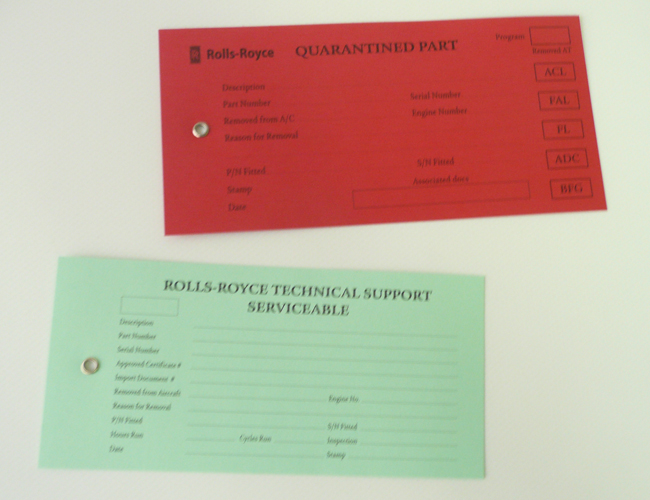 Rolls-Royce QUARANTINED PART Program
Removed AT
Description ACL
Part Number Serial Number FAL
Removed from A/C Engine Number
Reason for Removal FL
P/N Fitted S/N Fitted ADC
Stamp Associated docs BFG
Date
ROLLS-ROYCE TECHNICAL SUPPORT
SERVICEABLE
Description
Part Number
Serial Number
Approved Certificate #
Import Document #
Removed from Aircraft Engine No
Reason for Removal
P/N Fitted S/N Fitted
Hours Run Cycles Run Inspection
Date Stamp